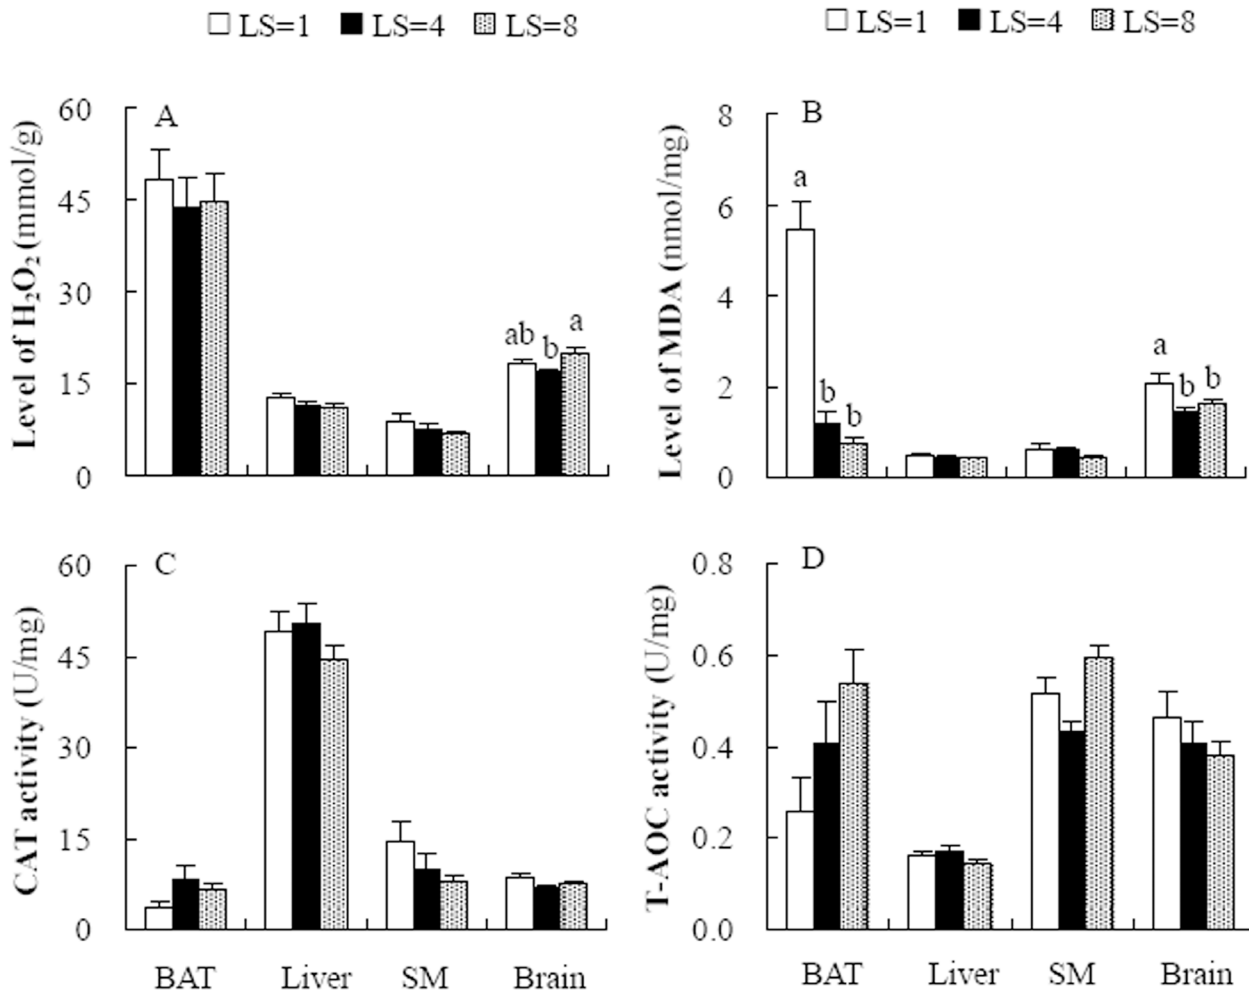 LS=1 LS=4 LS=8
LS=1 LS=4 LS=8
A
Level of H₂O₂ (mmol/g)
60
45
30
15
0
ab b a
B
Level of MDA (nmol/mg)
8
6
4
2
0
a
b b
a
b b
C
CAT activity (U/mg)
60
45
30
15
0
BAT Liver SM Brain
D
T-AOC activity (U/mg)
0.8
0.6
0.4
0.2
0.0
BAT Liver SM Brain